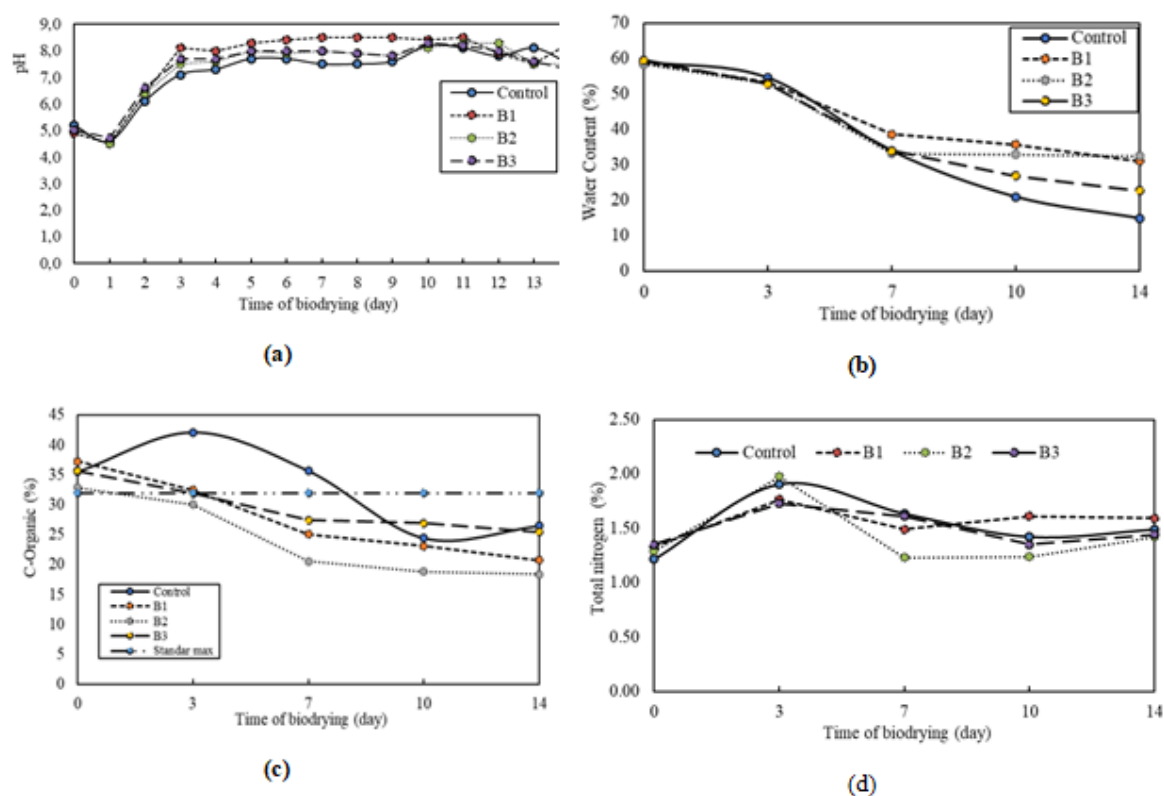 9,0
8,0
7,0
6,0
5,0
4,0
3,0
2,0
1,0
0,0
pH
Control
B1
B2
B3
0 1 2 3 4 5 6 7 8 9 10 11 12 13
Time of biodrying (day)
(a)
70
60
50
40
30
20
10
0
Water Content (%)
Control
B1
B2
B3
0 3 7 10 14
Time of biodrying (day)
(b)
45
40
35
30
25
20
15
10
5
0
C-Organic (%)
Control
B1
B2
B3
Standar max
0 3 7 10 14
Time of biodrying (day)
(c)
2.50
2.00
1.50
1.00
0.50
0.00
Total nitrogen (%)
Control B1 B2 B3
0 3 7 10 14
Time of biodrying (day)
(d)